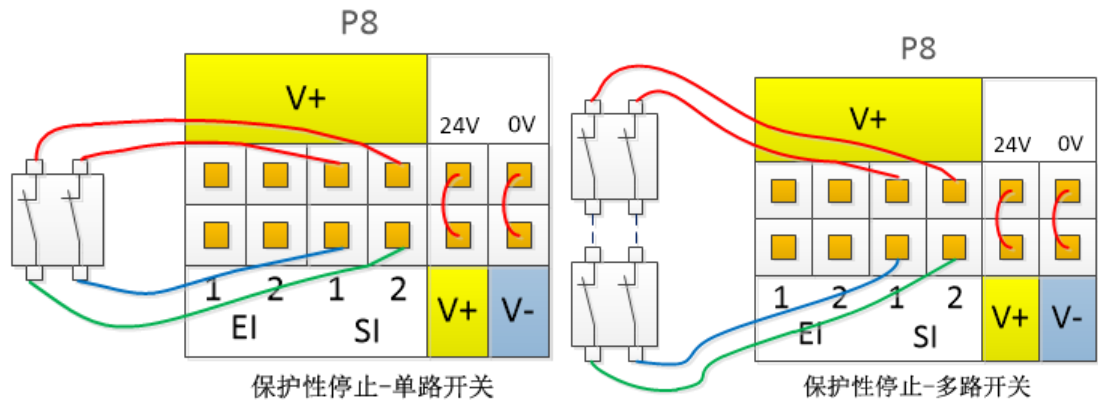 P8
V+
24V 0V
1 2 1 2
EI SI
V+ V-
保护性停止-单路开关
P8
V+
24V 0V
1 2 1 2
EI SI
V+ V-
保护性停止-多路开关